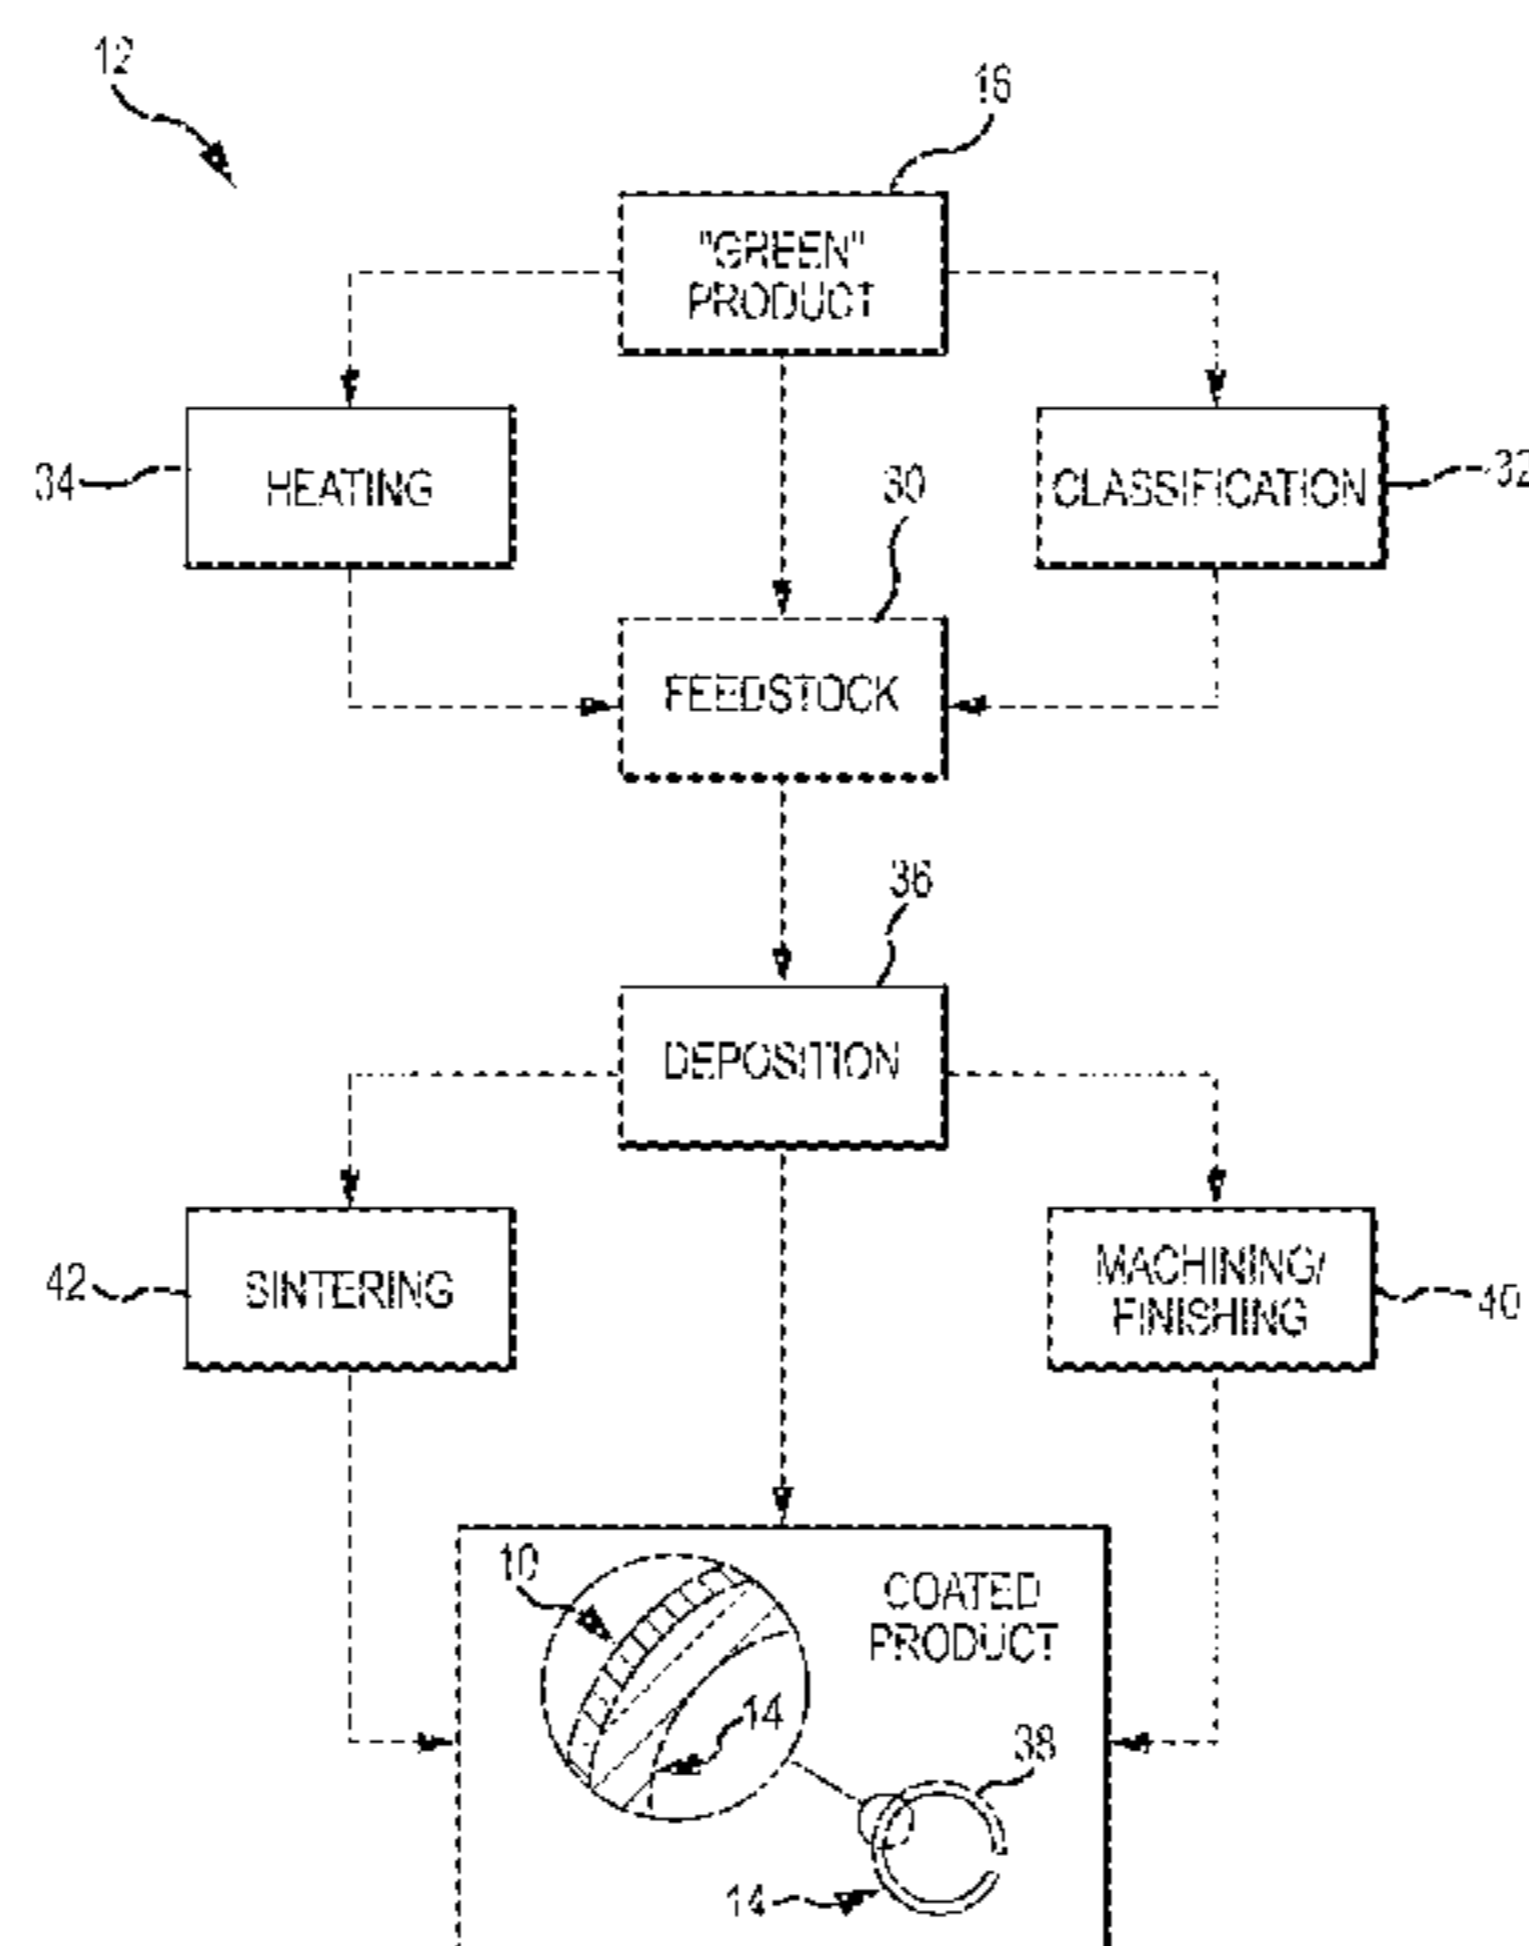 12
16
"GREEN"
PRODUCT
34
HEATING
30
CLASSIFICATION
32
FEEDSTOCK
36
DEPOSITION
42
SINTERING
MACHINING/
FINISHING
40
10
COATED
PRODUCT
14
38
14